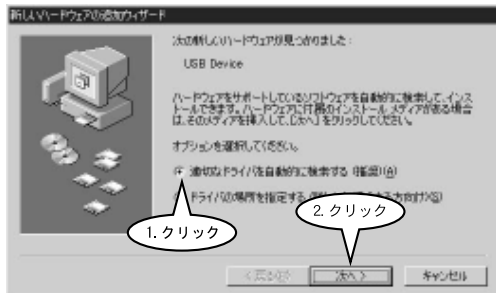 新しいハードウェアの追加ウィザード
次の新しいハードウェアが見つかりました:
USB Device
ハードウェアをサポートしているソフトウェアを自動的に検索して、インス
トールできます。ハードウェアに付属のインストール メディアがある場合
は、そのメディアを挿入して、[次へ] をクリックしてください。
オプションを選択してください。
適切なドライバを自動的に検索する (推奨)(A)
ドライバの場所を指定する
方向け)(S)
1. クリック
2. クリック
< 戻る(B)
次へ >
キャンセル